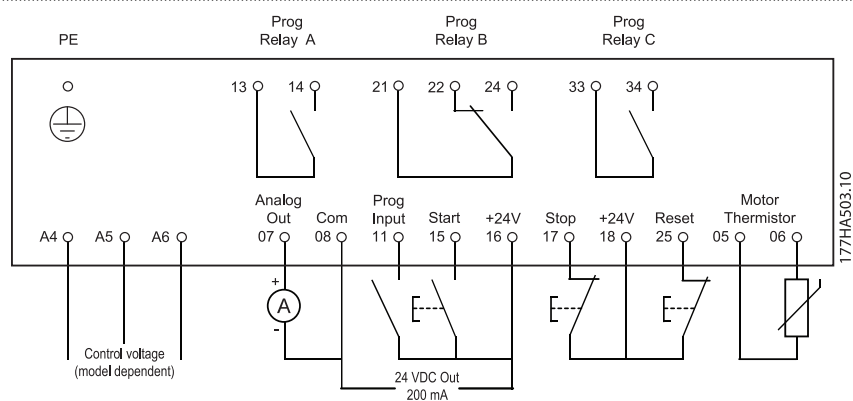 PE
Prog
Relay A
Prog
Relay B
Prog
Relay C
13
14
21
22
24
33
34
Analog
Out
07
Com
08
Prog
Input
11
Start
15
+24V
16
Stop
17
+24V
18
Reset
25
Motor
Thermistor
05
06
A4
A5
A6
+
A
-
Control voltage
(model dependent)
24 VDC Out
200 mA
177HA503.10